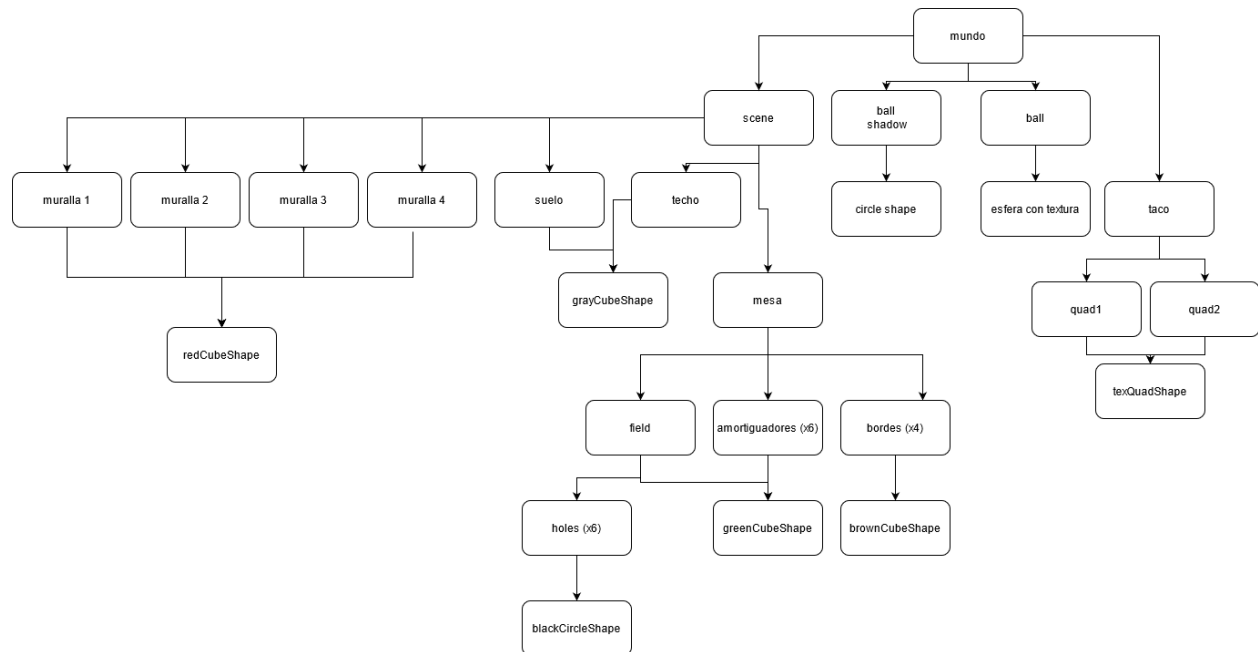 mundo
scene
ball
shadow
ball
muralla 1
muralla 2
muralla 3
muralla 4
suelo
techo
circle shape
esfera con textura
taco
grayCubeShape
mesa
quad1
quad2
redCubeShape
texQuadShape
field
amortiguadores (x6)
bordes (x4)
holes (x6)
greenCubeShape
brownCubeShape
blackCircleShape